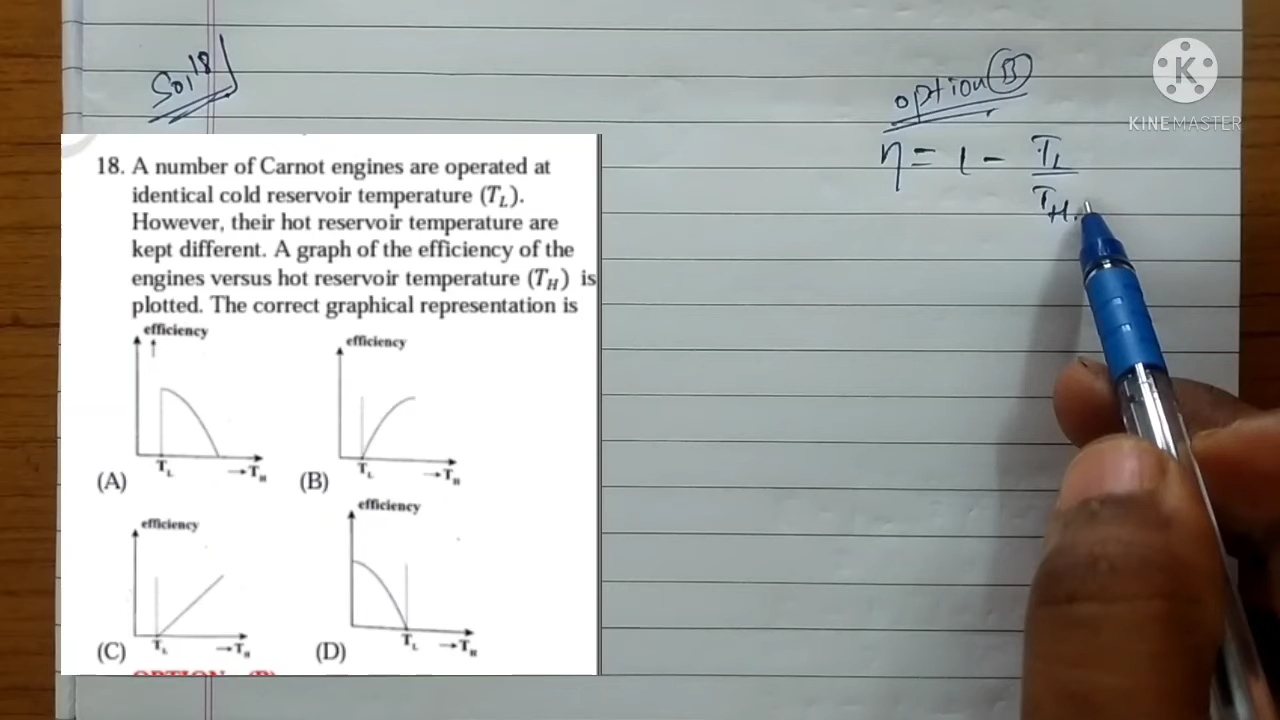 Sol 18
option (B)
η = 1 - T_L / T_H
KINEMASTER
18. A number of Carnot engines are operated at
identical cold reservoir temperature (T_L).
However, their hot reservoir temperature are
kept different. A graph of the efficiency of the
engines versus hot reservoir temperature (T_H) is
plotted. The correct graphical representation is
efficiency
T_L
→T_H
(A)
efficiency
T_L
→T_H
(B)
efficiency
T_L
→T_H
(C)
efficiency
T_L
→T_H
(D)
OPTION (B)